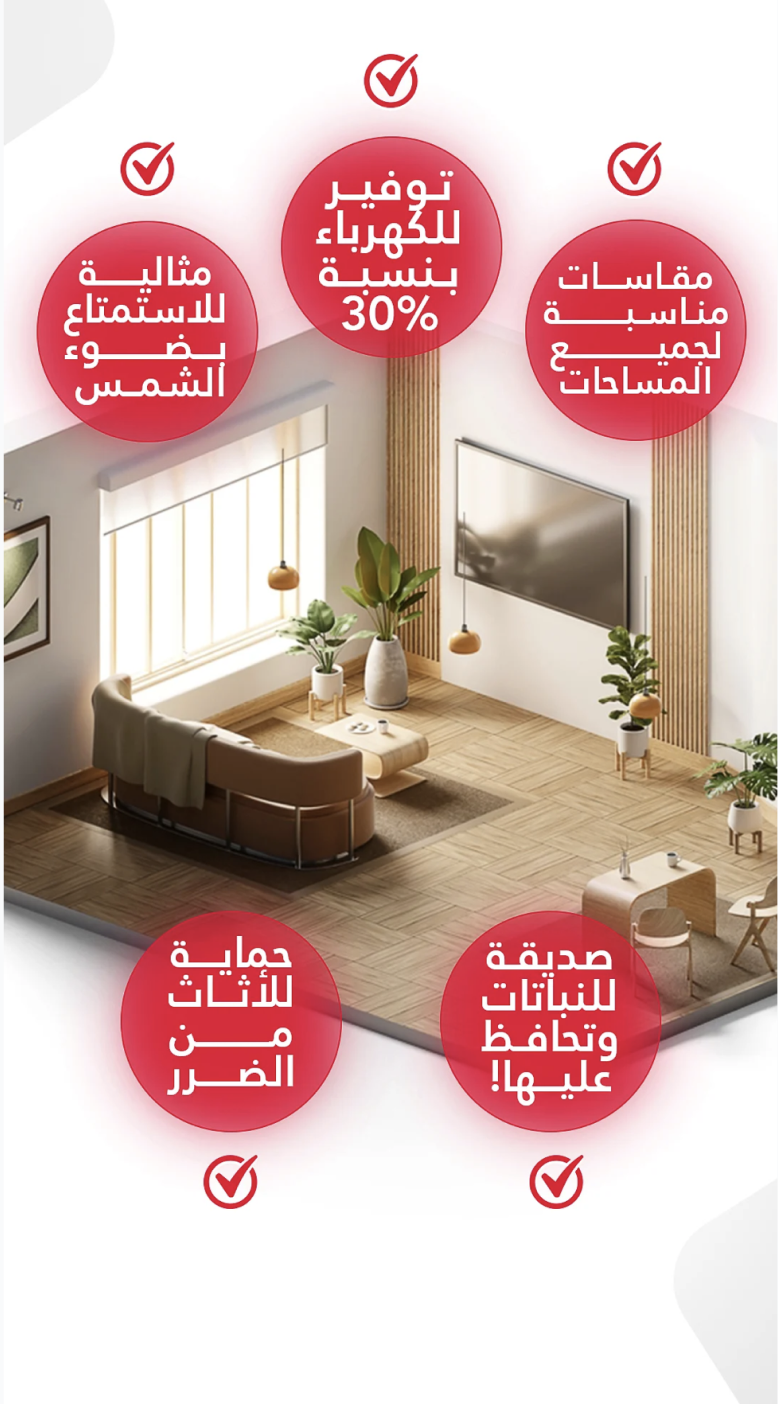 توفير
للكهرباء
بنسبة
30%
مقاسات
مناسبة
لجميع
المساحات
مثالية
للاستمتاع
بضوء
الشمس
صديقة
للنباتات
وتحافظ
عليها!
حماية
للأثاث
من
الضرر